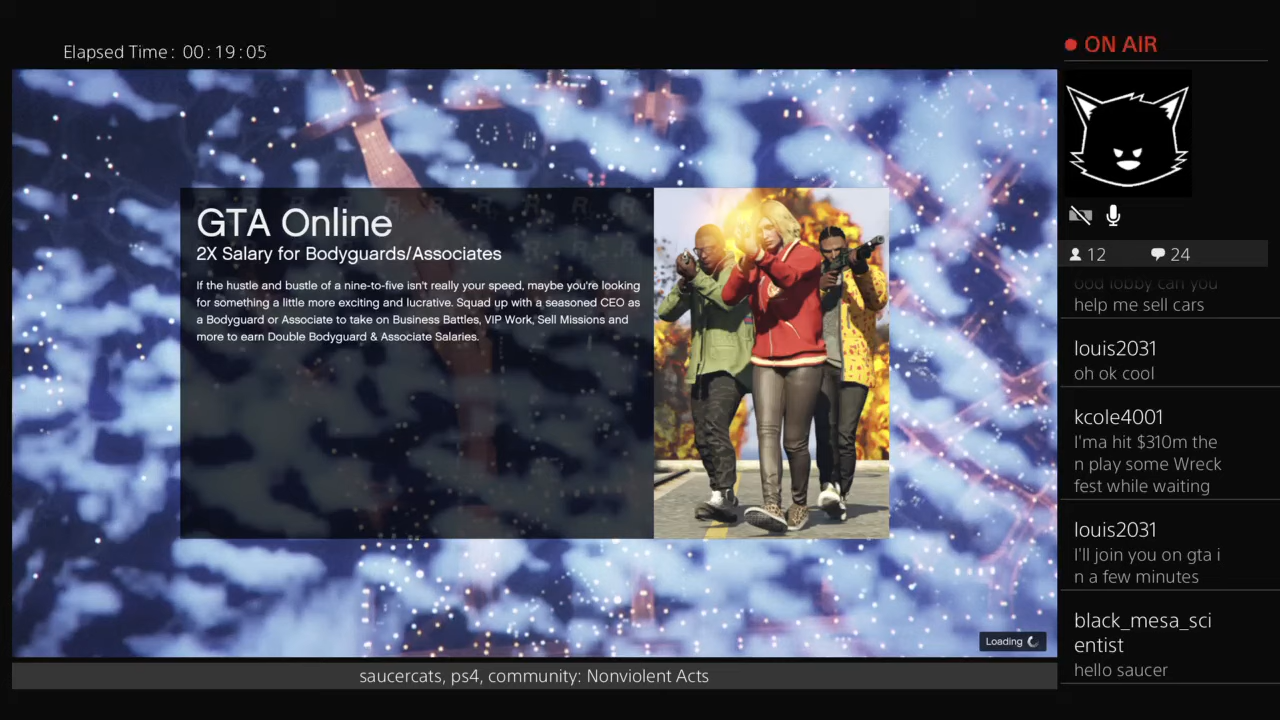 Elapsed Time: 00:19:05
ON AIR
GTA Online
2X Salary for Bodyguards/Associates
If the hustle and bustle of a nine-to-five isn't really your speed, maybe you're looking
for something a little more exciting and lucrative. Squad up with a seasoned CEO as
a Bodyguard or Associate to take on Business Battles, VIP Work, Sell Missions and
more to earn Double Bodyguard & Associate Salaries.
Loading
saucercats, ps4, community: Nonviolent Acts
12
24
lobby can you
help me sell cars
louis2031
oh ok cool
kcole4001
I'ma hit $310m the
n play some Wreck
fest while waiting
louis2031
I'll join you on gta i
n a few minutes
black_mesa_sci
entist
hello saucer